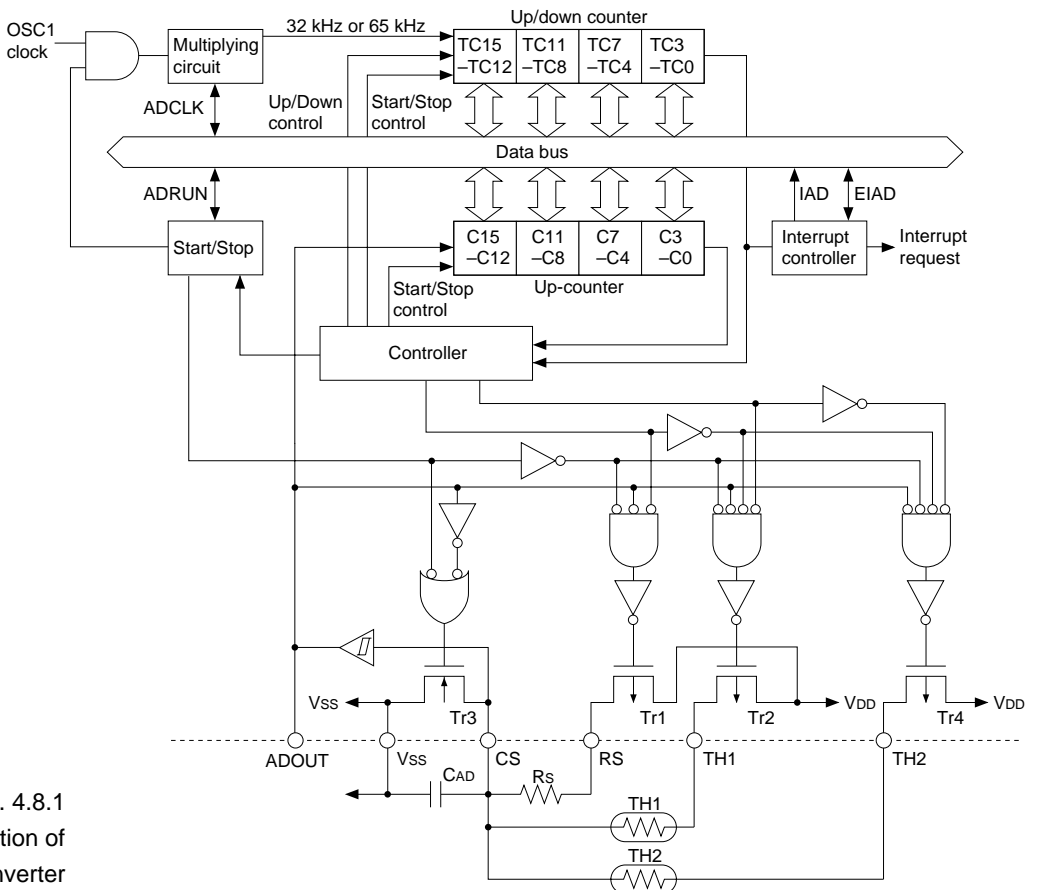 OSC1
clock
Multiplying
circuit
32 kHz or 65 kHz
Up/down counter
TC15
–TC12
TC11
–TC8
TC7
–TC4
TC3
–TC0
ADCLK
Up/Down
control
Start/Stop
control
Data bus
ADRUN
IAD
EIAD
Start/Stop
C15
–C12
C11
–C8
C7
–C4
C3
–C0
Interrupt
controller
Interrupt
request
Start/Stop
control
Up-counter
Controller
VSS
Tr3
Tr1
Tr2
VDD
Tr4
VDD
ADOUT
VSS
CS
RS
TH1
TH2
CAD
RS
TH1
TH2
. 4.8.1
tion of
nverter